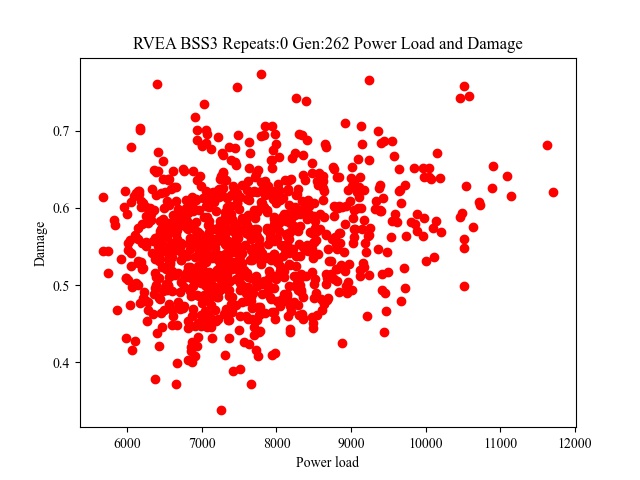 RVEA BSS3 Repeats:0 Gen:262 Power Load and Damage
Damage
0.7
0.6
0.5
0.4
6000 7000 8000 9000 10000 11000 12000
Power load